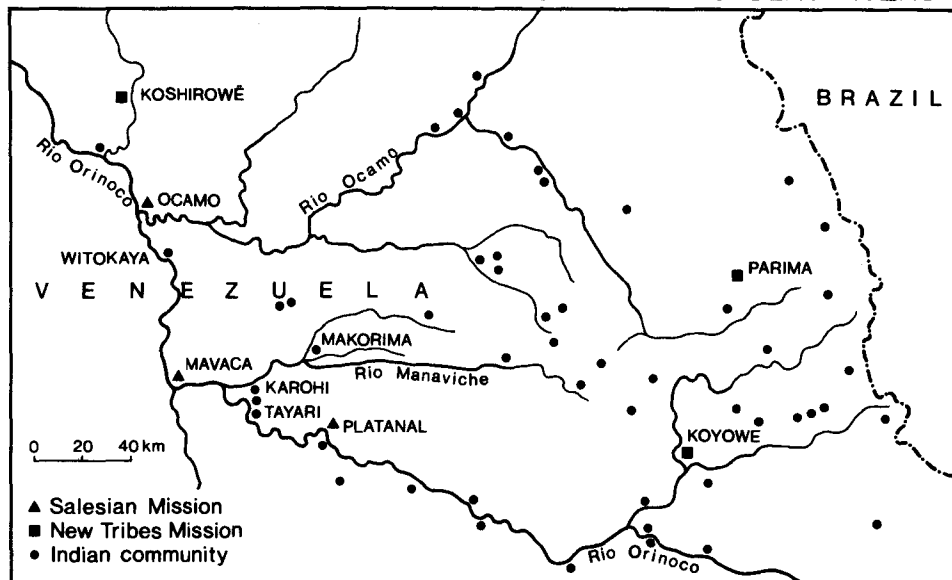 KOSHIROWË
BRAZIL
Rio Orinoco
Rio Ocamo
OCAMO
WITOKAYA
PARIMA
VENEZUELA
MAKORIMA
MAVACA
Rio Manaviche
KAROHI
TAYARI
PLATANAL
KOYOWE
0 20 40 km
▲ Salesian Mission
■ New Tribes Mission
● Indian community
Rio Orinoco